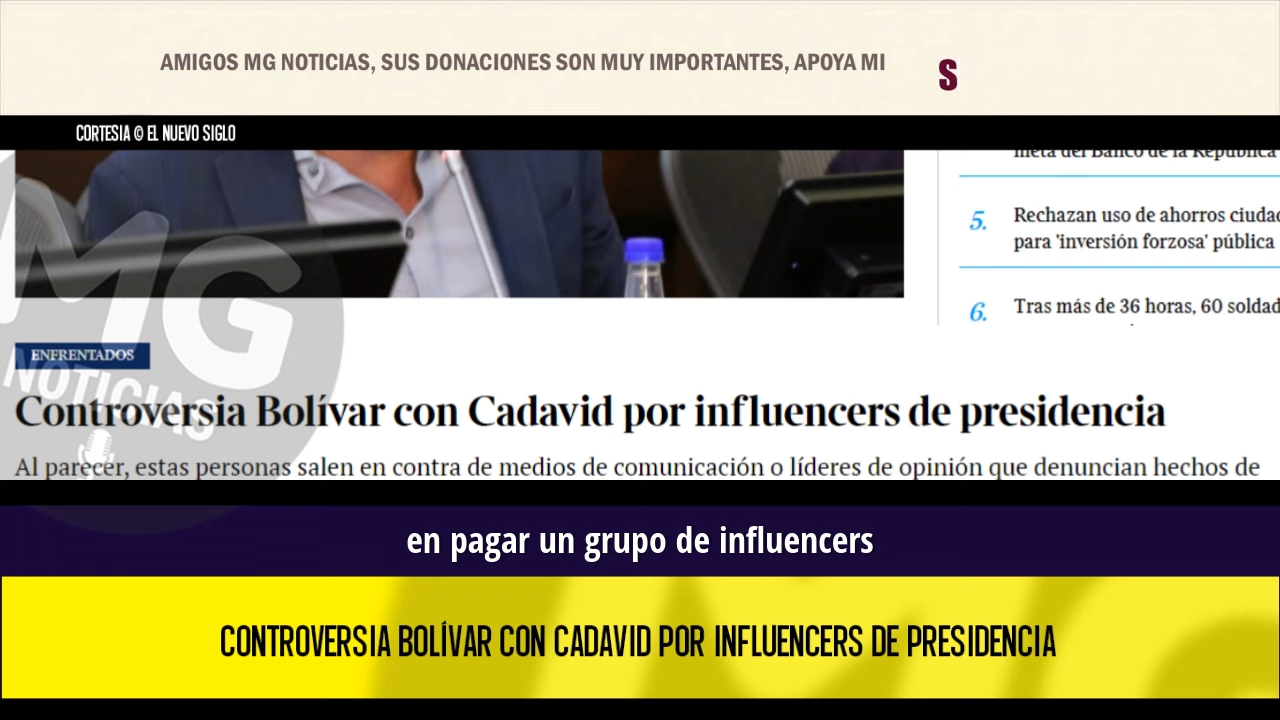 AMIGOS MG NOTICIAS, SUS DONACIONES SON MUY IMPORTANTES, APOYA MI
S
CORTESIA © EL NUEVO SIGLO
meta del Banco de la República
5. Rechazan uso de ahorros ciudad
para 'inversión forzosa' pública
6. Tras más de 36 horas, 60 soldad
MG
NOTICIAS
ENFRENTADOS
Controversia Bolívar con Cadavid por influencers de presidencia
Al parecer, estas personas salen en contra de medios de comunicación o líderes de opinión que denuncian hechos de
en pagar un grupo de influencers
CONTROVERSIA BOLÍVAR CON CADAVID POR INFLUENCERS DE PRESIDENCIA